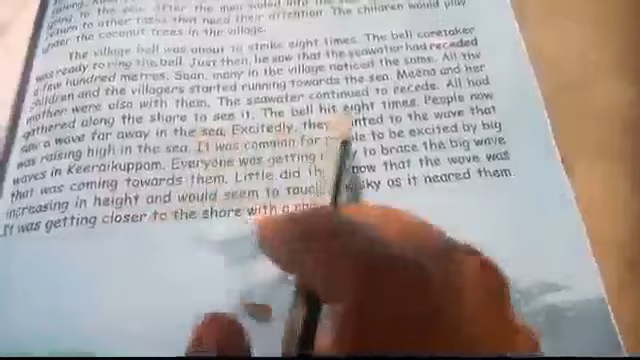 going to the sea. After the men sailed into the
return to other tasks that need their attention. The children would play
under the coconut trees in the village.
The village bell was about to strike eight times. The bell caretaker
was ready to ring the bell. Just then, he saw that the seawater had receded
a few hundred metres. Soon, many in the village noticed the same. All the
children and the villagers started running towards the sea. Meena and her
mother were also with them. The seawater continued to recede. All had
gathered along the shore to see it. The bell hit eight times. People now
saw a wave far away in the sea. Excitedly, they to the wave that
was raising high in the sea. It was common for to be excited by big
waves in Keeraikuppam. Everyone was getting to brace the big wave
that was coming towards them. Little did that the wave was
increasing in height and would seem to as it neared them.
It was getting closer to the shore with a